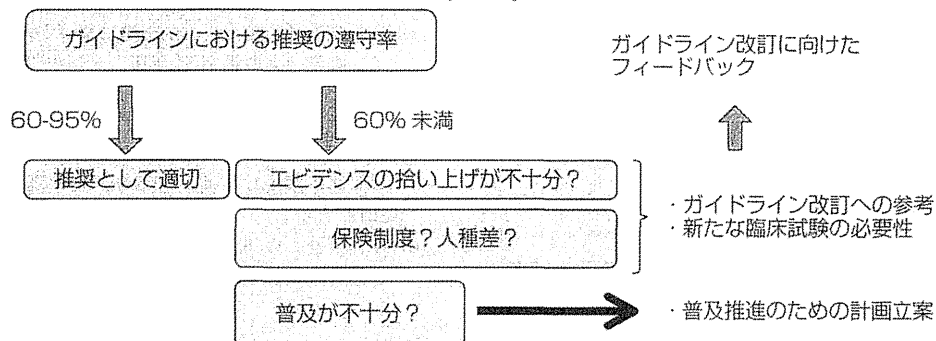 ガイドラインにおける推奨の遵守率
ガイドライン改訂に向けた
フィードバック
60-95%
60% 未満
推奨として適切
エビデンスの拾い上げが不十分？
保険制度？人種差？
・ガイドライン改訂への参考
・新たな臨床試験の必要性
普及が不十分？
・普及推進のための計画立案